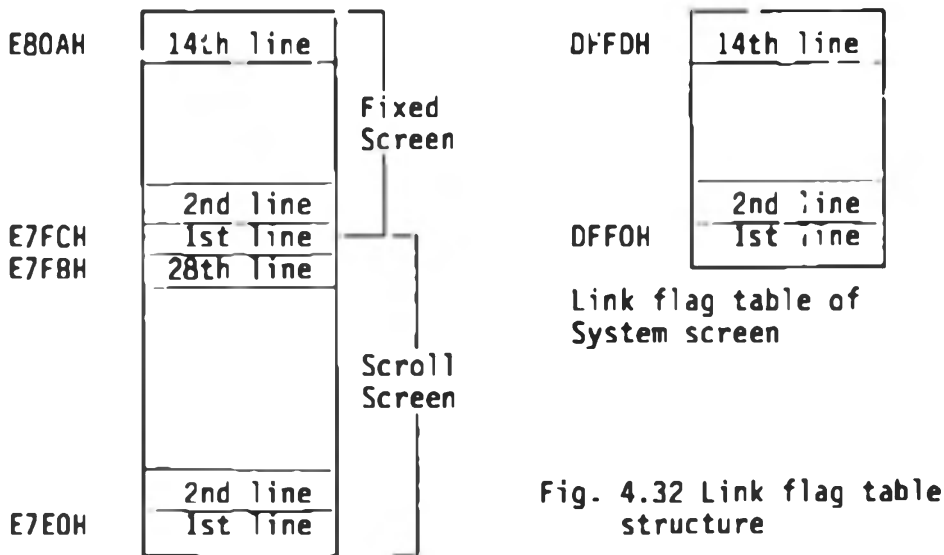 E80AH 14th line
DFFDH 14th line
Fixed
Screen
2nd line
E7FCH 1st line
E7F8H 28th line
2nd line
DFF0H 1st line
Link flag table of
System screen
Scroll
Screen
2nd line
E7E0H 1st line
Fig. 4.32 Link flag table
structure